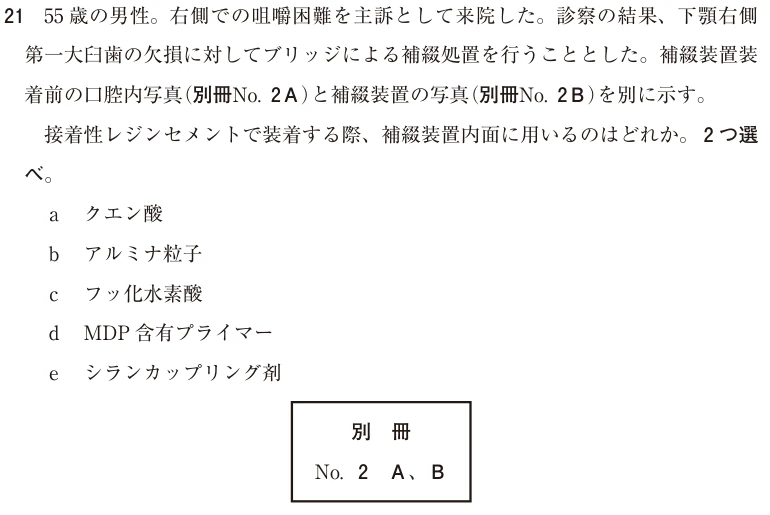 21 55歳の男性。右側での咀嚼困難を主訴として来院した。診察の結果、下顎右側
第一大臼歯の欠損に対してブリッジによる補綴処置を行うこととした。補綴装置装
着前の口腔内写真(別冊No. 2A)と補綴装置の写真(別冊No. 2B)を別に示す。
接着性レジンセメントで装着する際、補綴装置内面に用いるのはどれか。2つ選
べ。
a クエン酸
b アルミナ粒子
c フッ化水素酸
d MDP含有プライマー
e シランカップリング剤
別 冊
No. 2 A、B